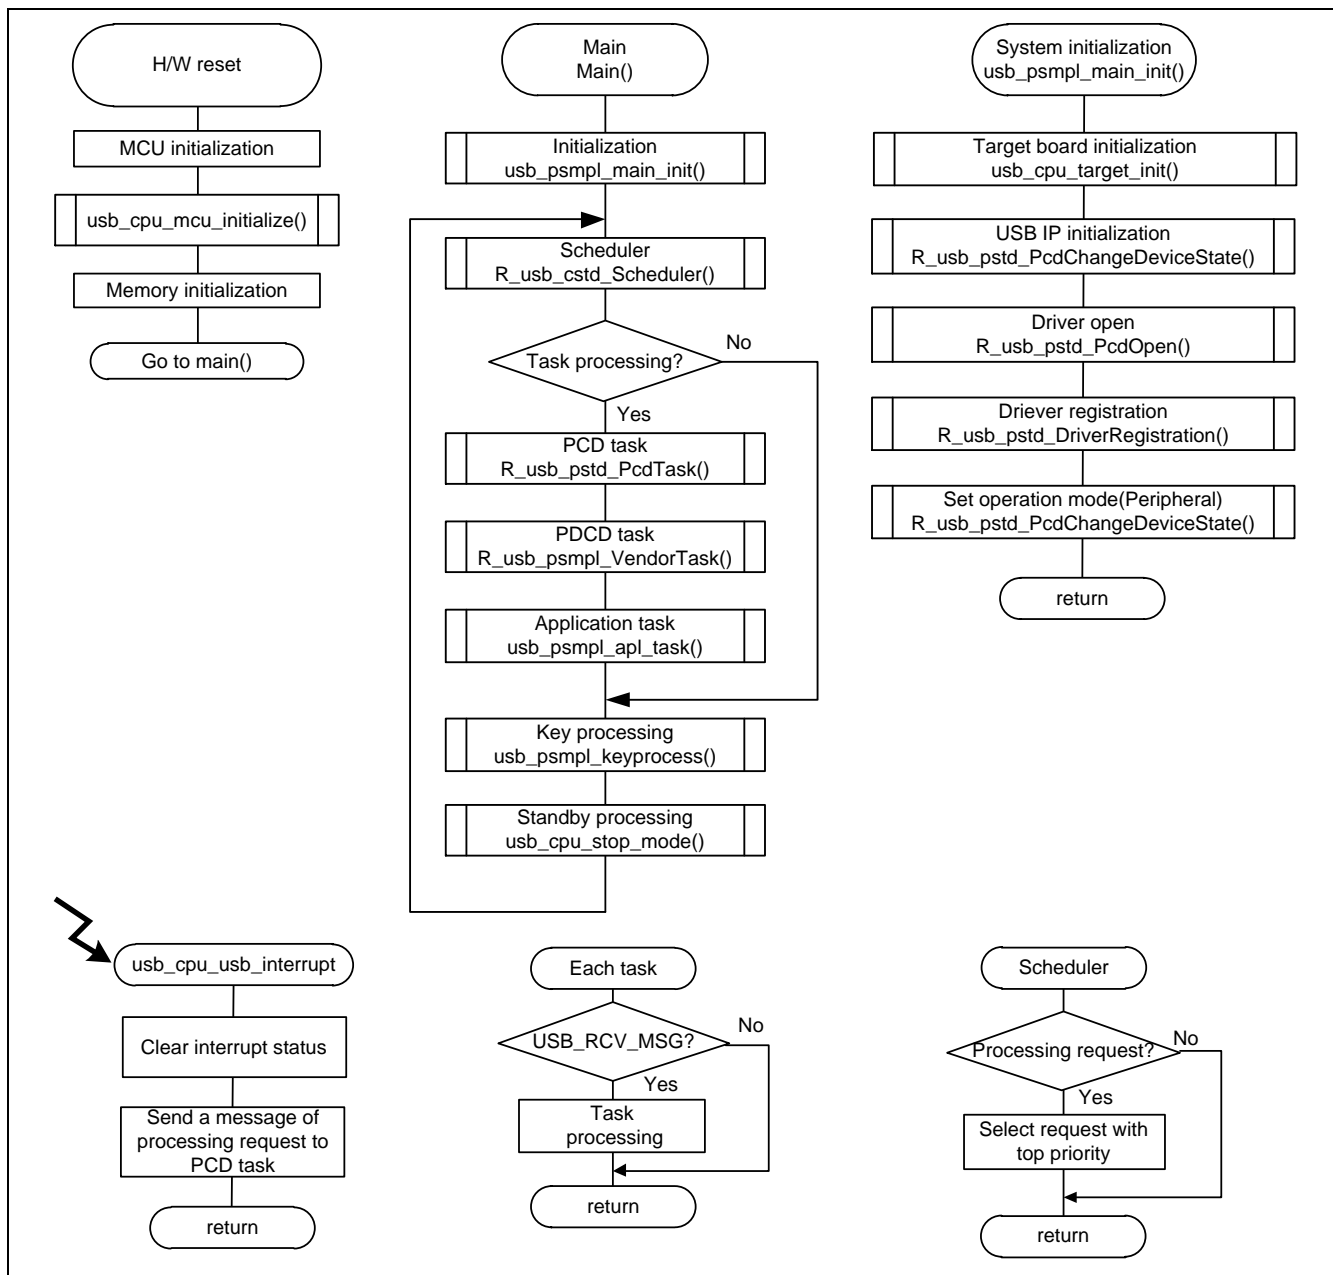 H/W reset
MCU initialization
usb_cpu_mcu_initialize()
Memory initialization
Go to main()
Main
Main()
Initialization
usb_psmpl_main_init()
Scheduler
R_usb_cstd_Scheduler()
Task processing?
No
Yes
PCD task
R_usb_pstd_PcdTask()
PDCD task
R_usb_psmpl_VendorTask()
Application task
usb_psmpl_apl_task()
Key processing
usb_psmpl_keyprocess()
Standby processing
usb_cpu_stop_mode()
System initialization
usb_psmpl_main_init()
Target board initialization
usb_cpu_target_init()
USB IP initialization
R_usb_pstd_PcdChangeDeviceState()
Driver open
R_usb_pstd_PcdOpen()
Driever registration
R_usb_pstd_DriverRegistration()
Set operation mode(Peripheral)
R_usb_pstd_PcdChangeDeviceState()
return
usb_cpu_usb_interrupt
Clear interrupt status
Send a message of
processing request to
PCD task
return
Each task
USB_RCV_MSG?
No
Yes
Task
processing
return
Scheduler
Processing request?
No
Yes
Select request with
top priority
return